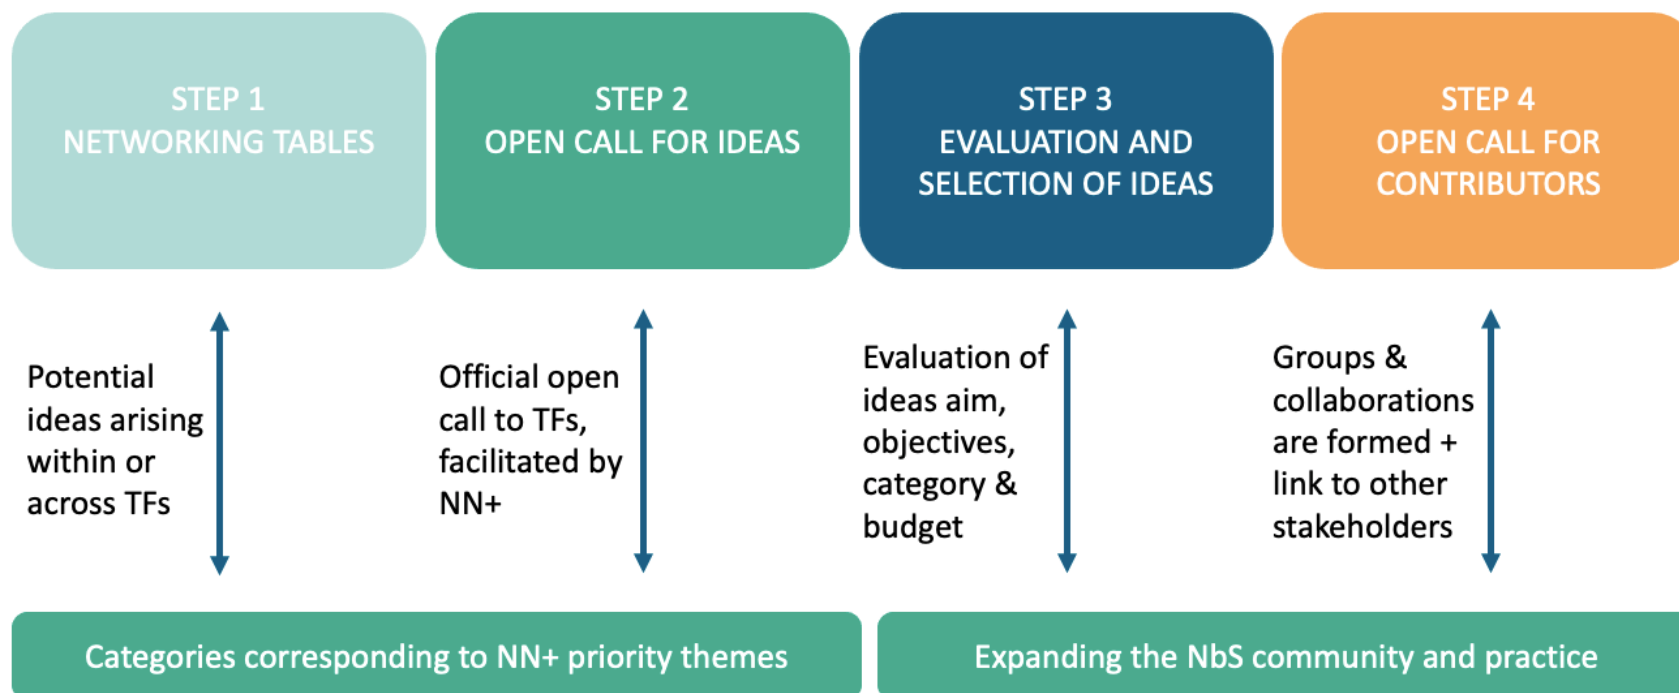 STEP 1
NETWORKING TABLES
STEP 2
OPEN CALL FOR IDEAS
STEP 3
EVALUATION AND
SELECTION OF IDEAS
STEP 4
OPEN CALL FOR
CONTRIBUTORS
Potential
ideas arising
within or
across TFs
Official open
call to TFs,
facilitated by
NN+
Evaluation of
ideas aim,
objectives,
category &
budget
Groups &
collaborations
are formed +
link to other
stakeholders
Categories corresponding to NN+ priority themes
Expanding the NbS community and practice